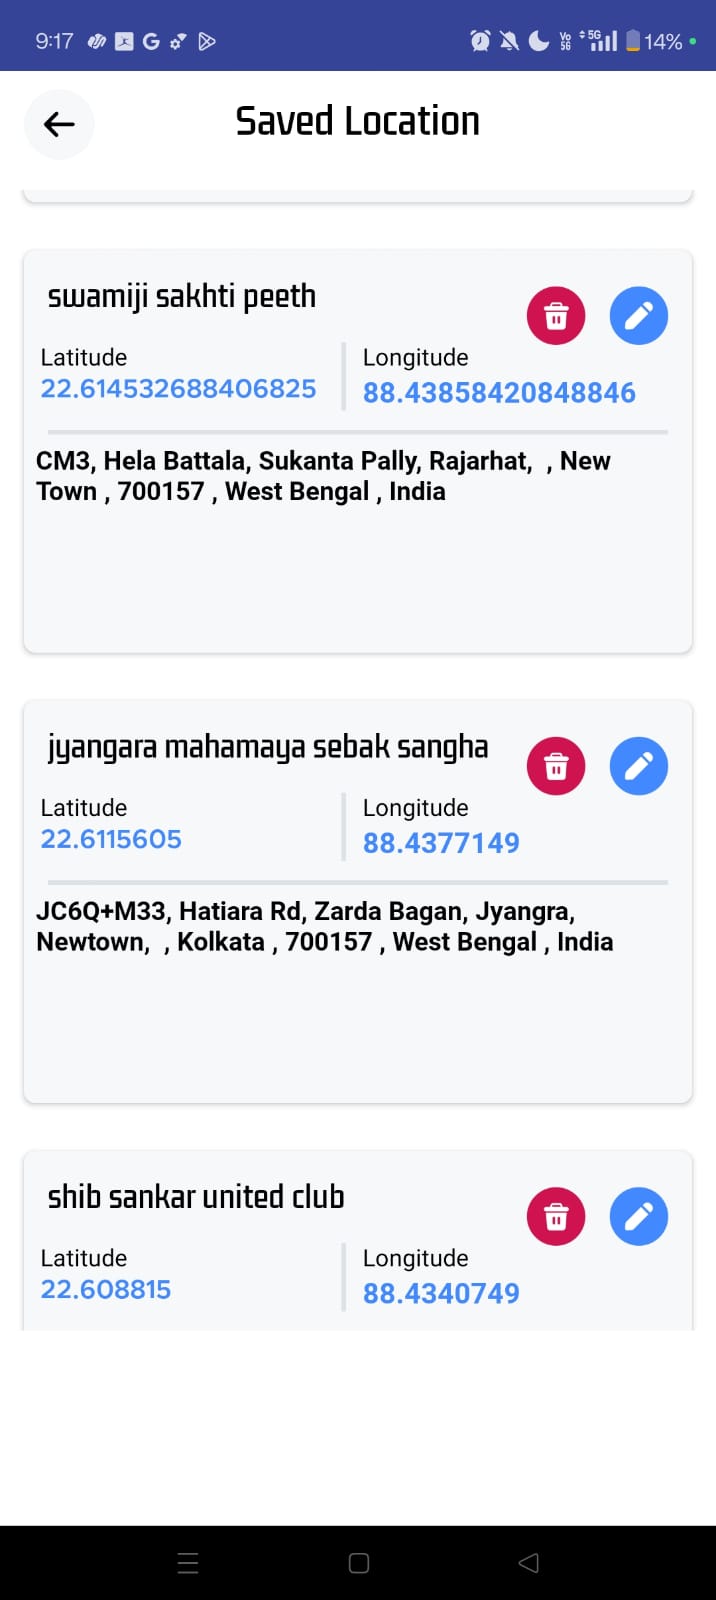 9:17
Vo 5G
5G
14%
Saved Location
swamiji sakhti peeth
Latitude
Longitude
22.614532688406825
88.43858420848846
CM3, Hela Battala, Sukanta Pally, Rajarhat,  , New
Town , 700157 , West Bengal , India
jyangara mahamaya sebak sangha
Latitude
Longitude
22.6115605
88.4377149
JC6Q+M33, Hatiara Rd, Zarda Bagan, Jyangra,
Newtown,  , Kolkata , 700157 , West Bengal , India
shib sankar united club
Latitude
Longitude
22.608815
88.4340749